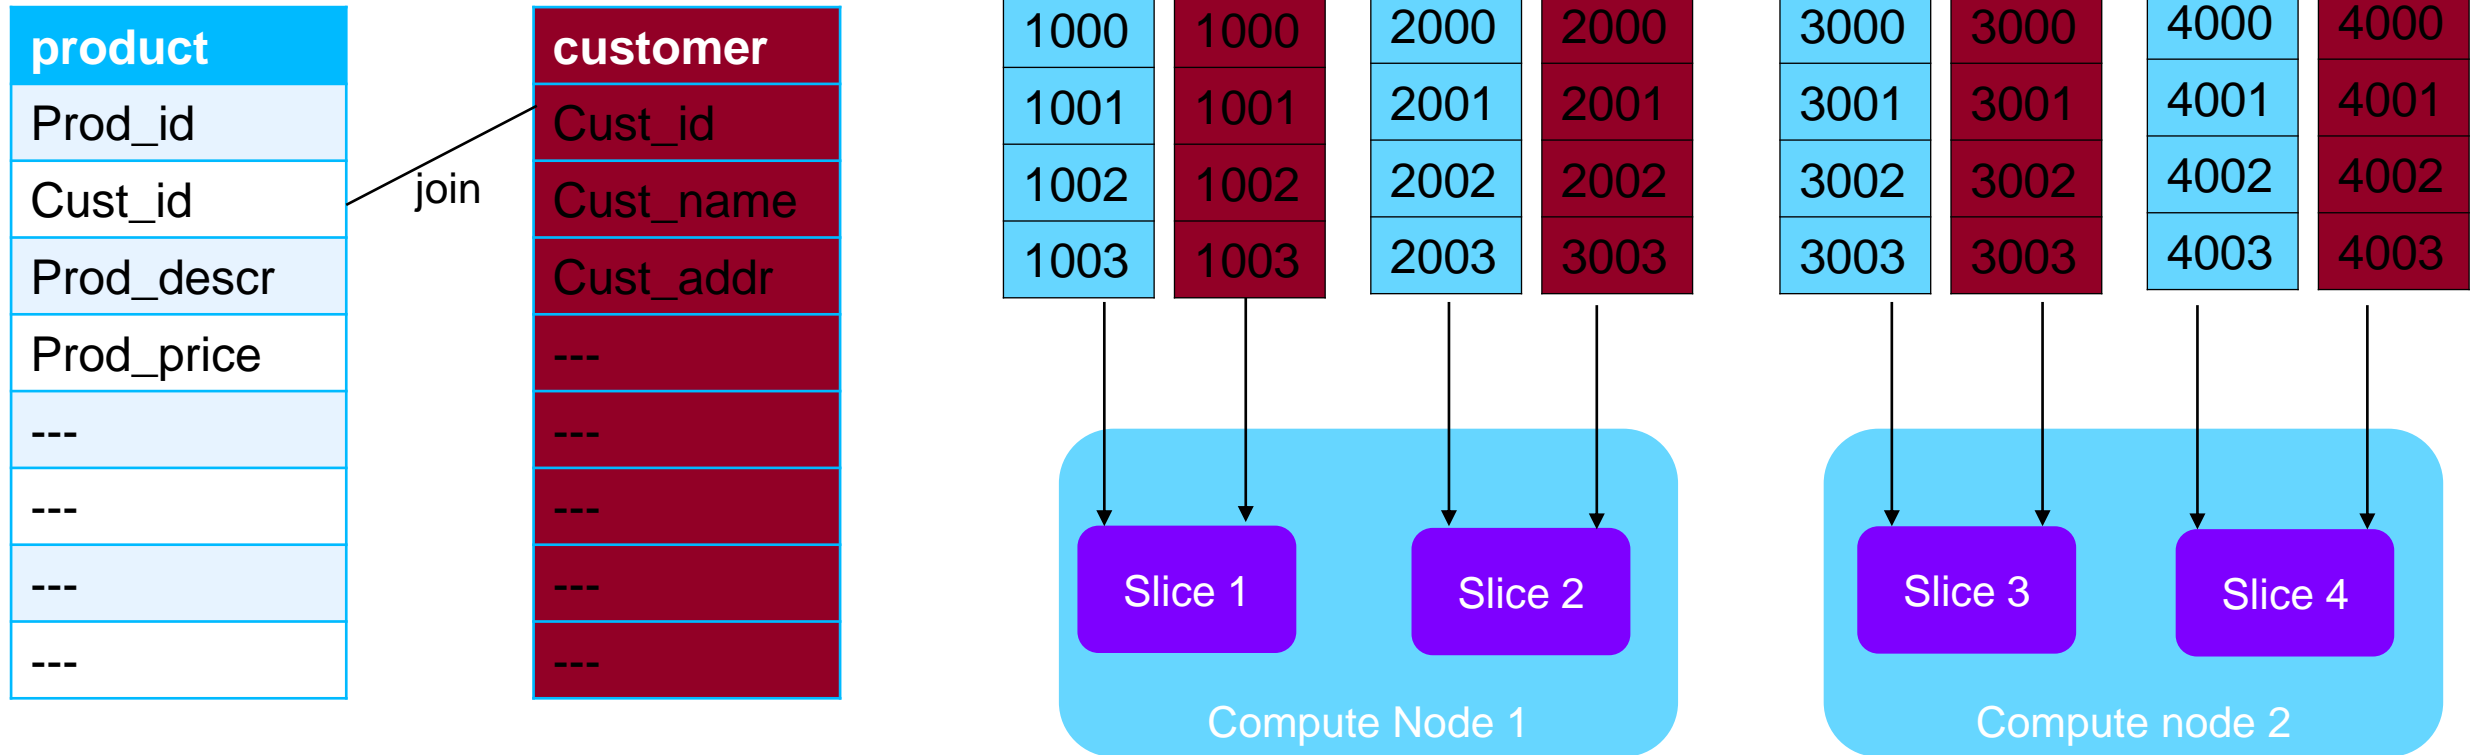 product
Prod_id
Cust_id
Prod_descr
Prod_price
---
---
---
---
join
customer
Cust_id
Cust_name
Cust_addr
---
---
---
---
---
1000 1000 2000 2000 3000 3000 4000 4000
1001 1001 2001 2001 3001 3001 4001 4001
1002 1002 2002 2002 3002 3002 4002 4002
1003 1003 2003 3003 3003 3003 4003 4003
Slice 1 Slice 2 Slice 3 Slice 4
Compute Node 1 Compute node 2